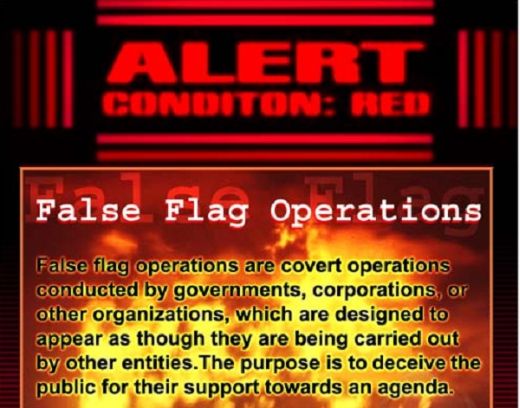 ALERT
CONDITON: RED
False Flag
False Flag Operations
False flag operations are covert operations
conducted by governments, corporations, or
other organizations, which are designed to
appear as though they are being carried out
by other entities.The purpose is to deceive the
public for their support towards an agenda.